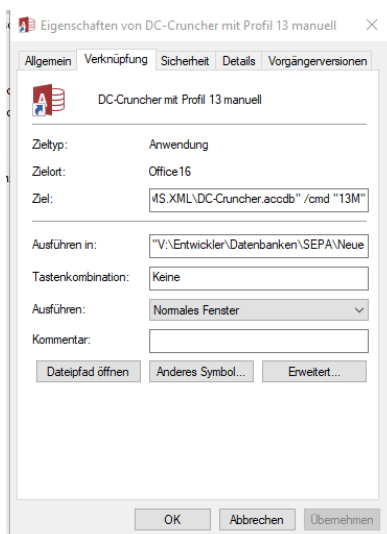 Eigenschaften von DC-Cruncher mit Profil 13 manuell
Allgemein Verknüpfung Sicherheit Details Vorgängerversionen
DC-Cruncher mit Profil 13 manuell
Zieltyp: Anwendung
Zielort: Office16
Ziel: MS.XML\DC-Cruncher.accdb" /cmd "13M"
Ausführen in: "V:\Entwickler\Datenbanken\SEPA\Neue
Tastenkombination: Keine
Ausführen: Normales Fenster
Kommentar:
Dateipfad öffnen Anderes Symbol... Erweitert...
OK Abbrechen Übernehmen